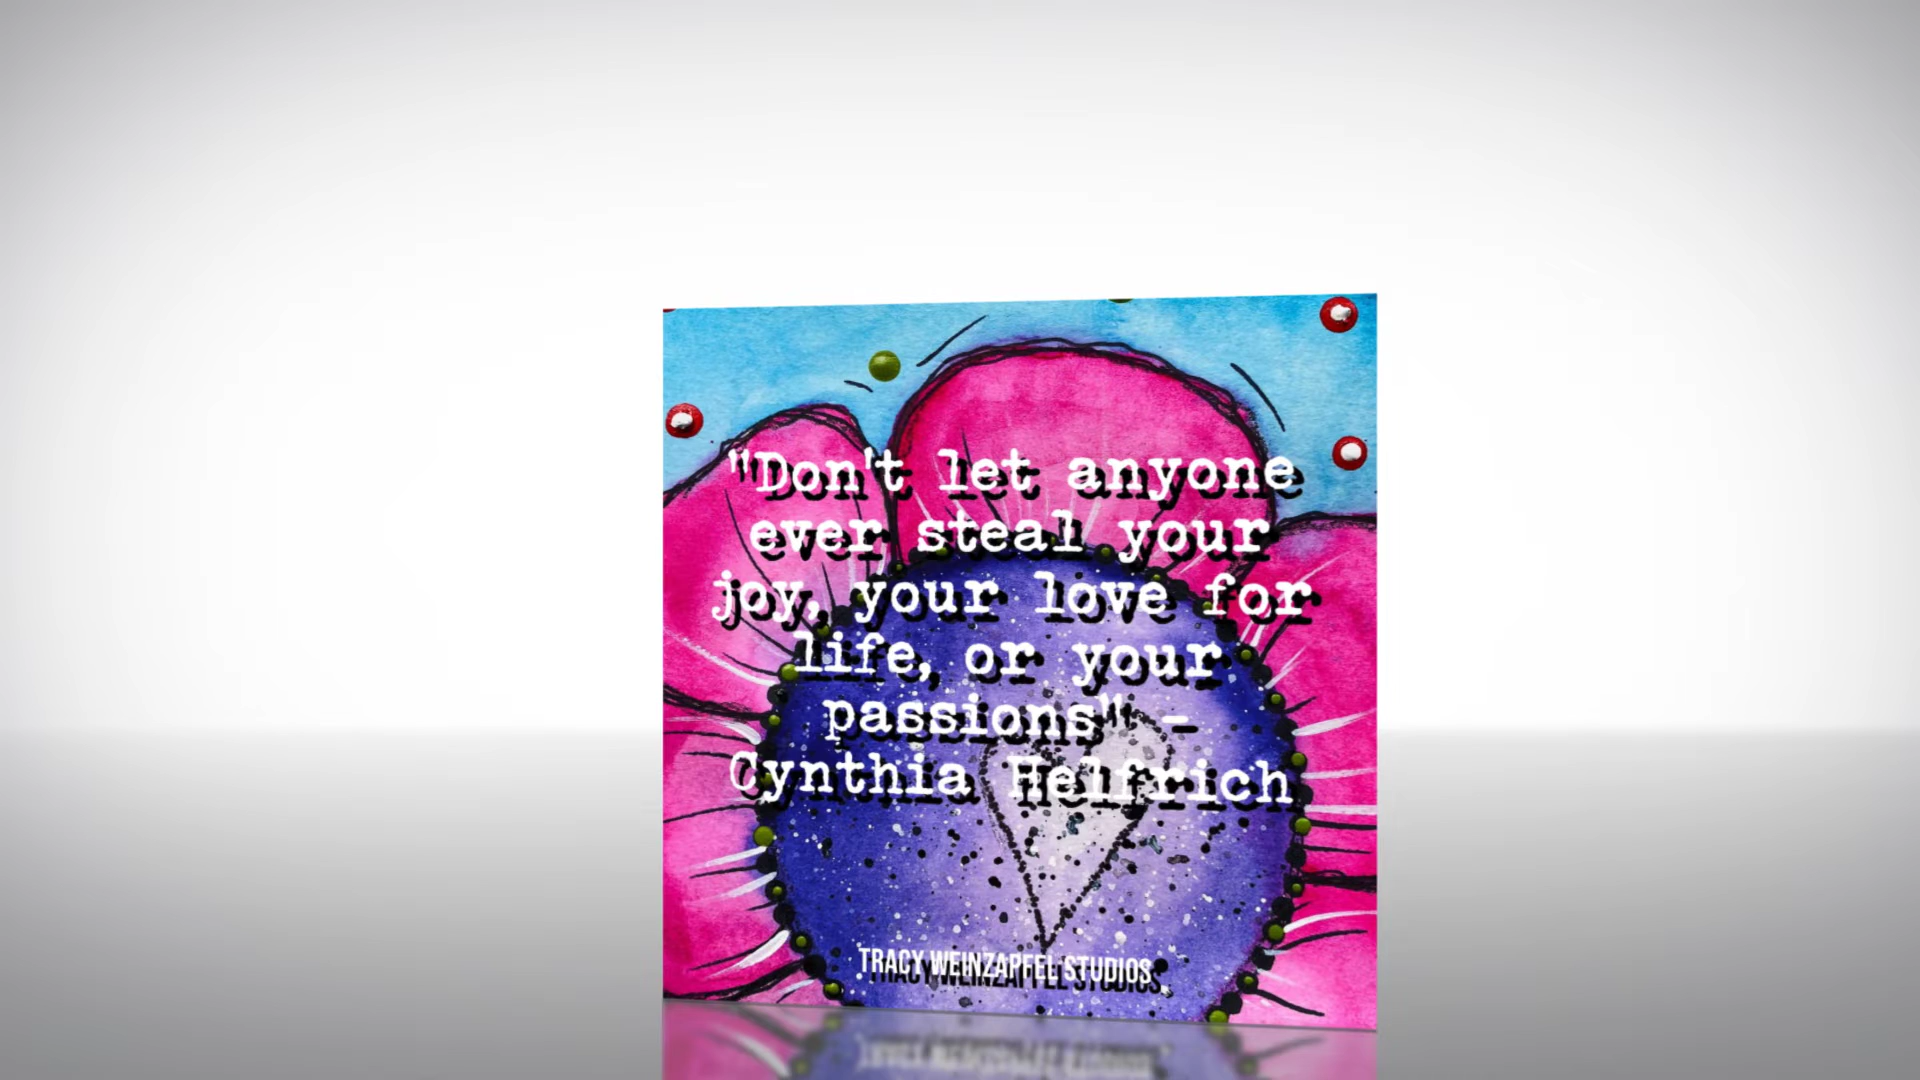 "Don't let anyone
ever steal your
joy, your love for
life, or your
passions" -
Cynthia Helfrich
TRACY WEINZAPFEL STUDIOS